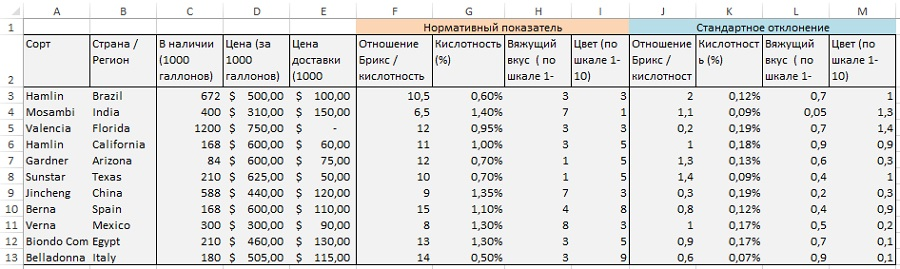 A B C D E F G H I J K L M
1 Нормативный показатель Стандартное отклонение
2 Сорт Страна / Регион В наличии (1000 галлонов) Цена (за 1000 галлонов) Цена доставки (1000 Отношение Брикс / кислотность Кислотность (%) Вяжущий вкус ( по шкале 1- Цвет (по шкале 1-10) Отношение Брикс / кислотност Кислотност ь (%) Вяжущий вкус ( по шкале 1- Цвет (по шкале 1-10)
3 Hamlin Brazil 672 $ 500,00 $ 100,00 10,5 0,60% 3 3 2 0,12% 0,7 1
4 Mosambi India 400 $ 310,00 $ 150,00 6,5 1,40% 7 1 1,1 0,09% 0,05 1,3
5 Valencia Florida 1200 $ 750,00 $ - 12 0,95% 3 3 0,2 0,19% 0,7 1,4
6 Hamlin California 168 $ 600,00 $ 60,00 11 1,00% 3 5 1 0,18% 0,9 0,9
7 Gardner Arizona 84 $ 600,00 $ 75,00 12 0,70% 1 5 1,3 0,13% 0,6 0,3
8 Sunstar Texas 210 $ 625,00 $ 50,00 10 0,70% 1 5 1,4 0,09% 0,4 1
9 Jincheng China 588 $ 440,00 $ 120,00 9 1,35% 7 3 0,3 0,19% 0,2 0,3
10 Berna Spain 168 $ 600,00 $ 110,00 15 1,10% 4 8 0,8 0,12% 0,4 0,9
11 Verna Mexico 300 $ 300,00 $ 90,00 8 1,30% 8 3 1 0,17% 0,5 0,2
12 Biondo Com Egypt 210 $ 460,00 $ 130,00 13 1,30% 3 5 0,9 0,17% 0,7 0,1
13 Belladonna Italy 180 $ 505,00 $ 115,00 14 0,50% 3 9 0,6 0,07% 0,9 0,1